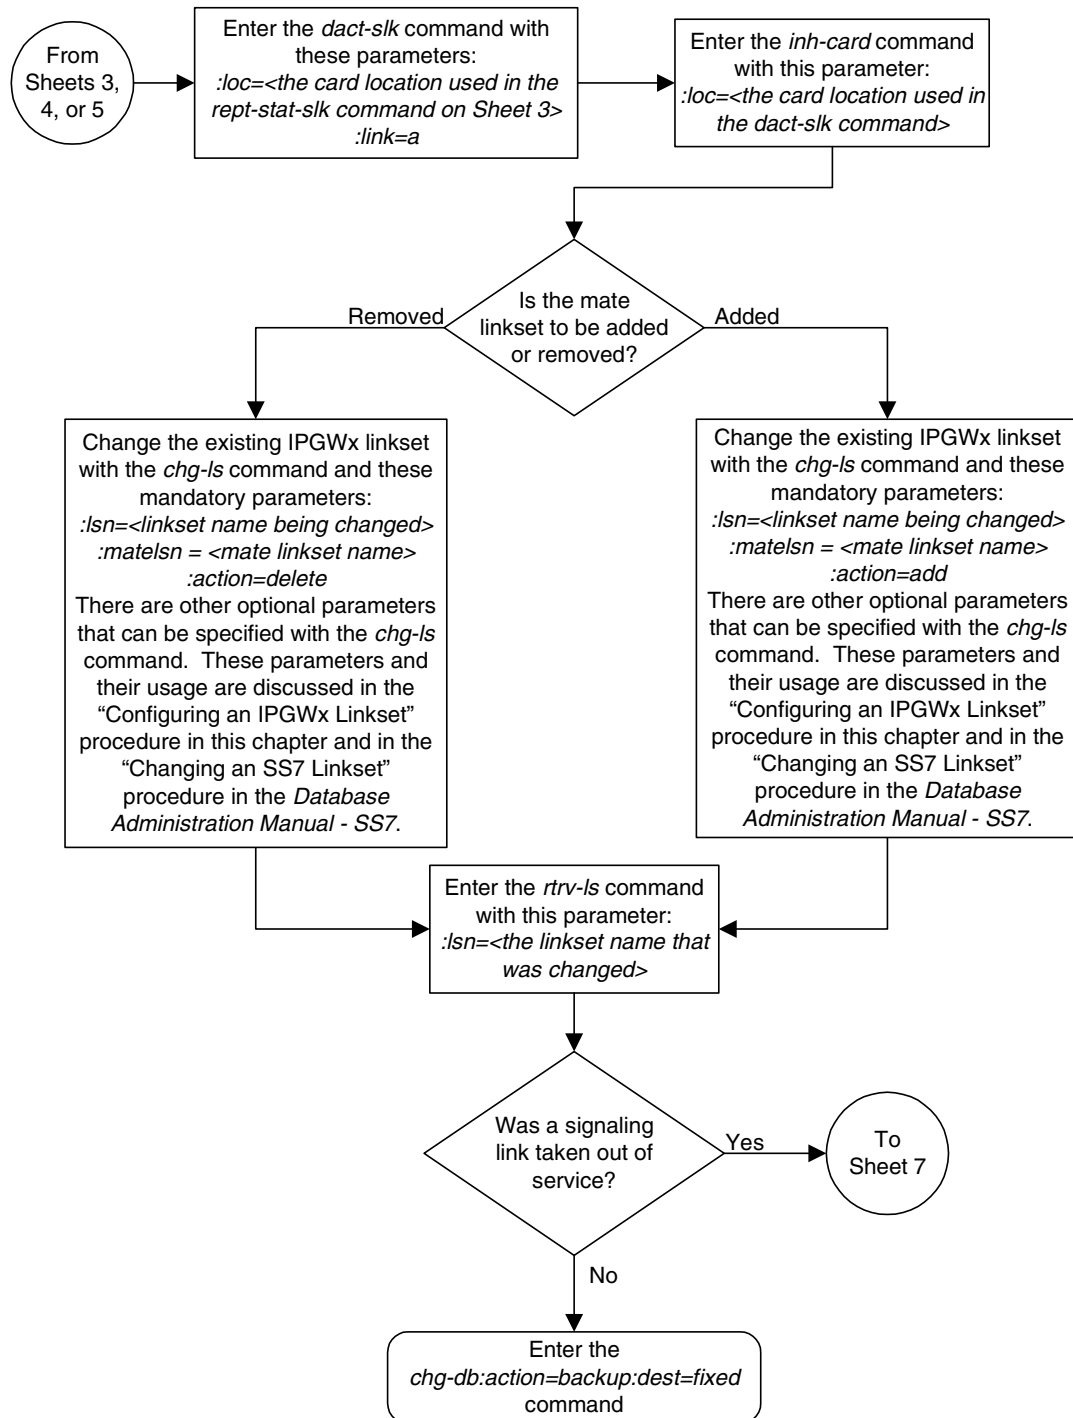 From
Sheets 3,
4, or 5
Enter the dact-slk command with
these parameters:
:loc=<the card location used in the
rept-stat-slk command on Sheet 3>
:link=a
Enter the inh-card command
with this parameter:
:loc=<the card location used in
the dact-slk command>
Is the mate
linkset to be added
or removed?
Removed
Added
Change the existing IPGWx linkset
with the chg-ls command and these
mandatory parameters:
:lsn=<linkset name being changed>
:matelsn = <mate linkset name>
:action=delete
There are other optional parameters
that can be specified with the chg-ls
command.  These parameters and
their usage are discussed in the
“Configuring an IPGWx Linkset”
procedure in this chapter and in the
“Changing an SS7 Linkset”
procedure in the Database
Administration Manual - SS7.
Change the existing IPGWx linkset
with the chg-ls command and these
mandatory parameters:
:lsn=<linkset name being changed>
:matelsn = <mate linkset name>
:action=add
There are other optional parameters
that can be specified with the chg-ls
command.  These parameters and
their usage are discussed in the
“Configuring an IPGWx Linkset”
procedure in this chapter and in the
“Changing an SS7 Linkset”
procedure in the Database
Administration Manual - SS7.
Enter the rtrv-ls command
with this parameter:
:lsn=<the linkset name that
was changed>
Was a signaling
link taken out of
service?
Yes
To
Sheet 7
No
Enter the
chg-db:action=backup:dest=fixed
command